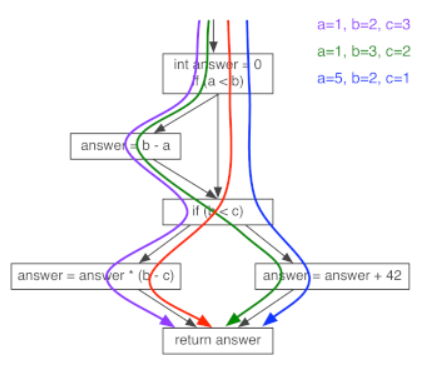 a=1, b=2, c=3
a=1, b=3, c=2
a=5, b=2, c=1
int answer = 0
if (a < b)
answer = b - a
if (b < c)
answer = answer * (b - c)
answer = answer + 42
return answer